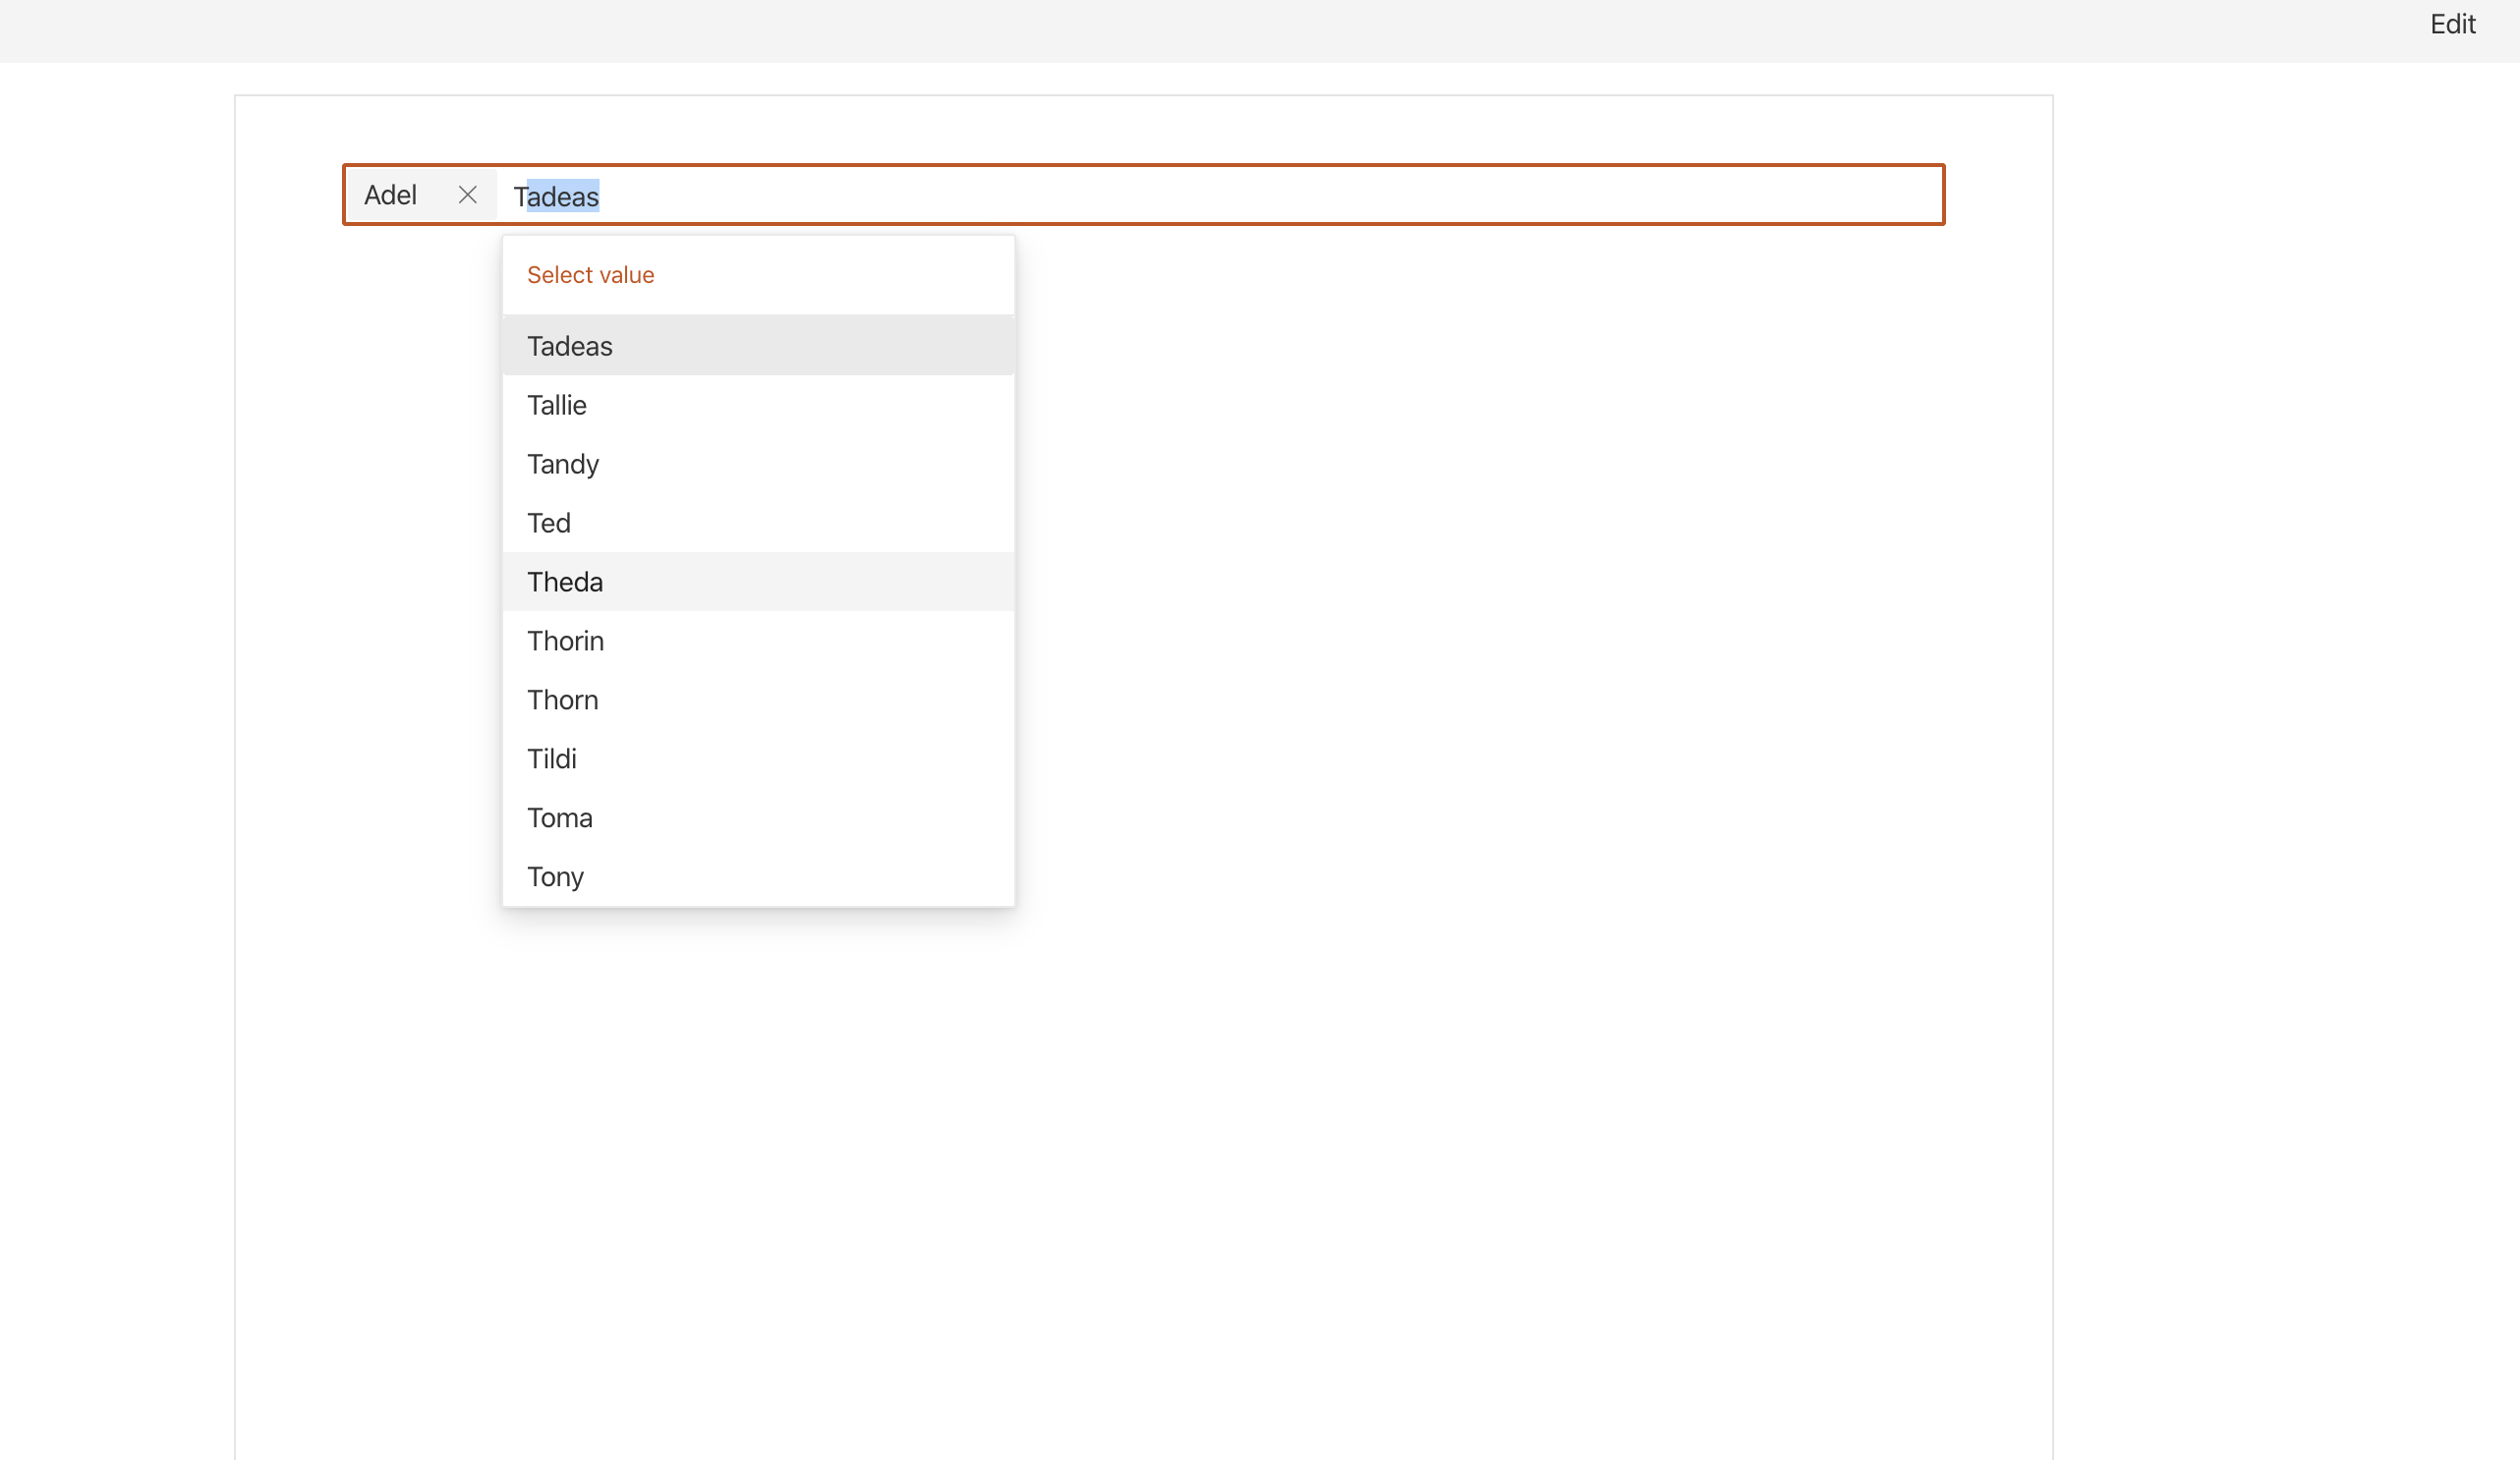 Edit
Adel Tadeas
Select value
Tadeas
Tallie
Tandy
Ted
Theda
Thorin
Thorn
Tildi
Toma
Tony